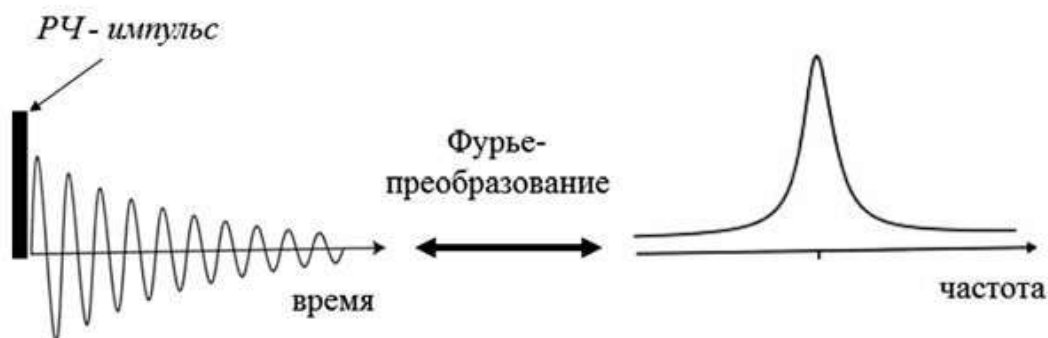 РЧ - импульс
Фурье-
преобразование
время
частота